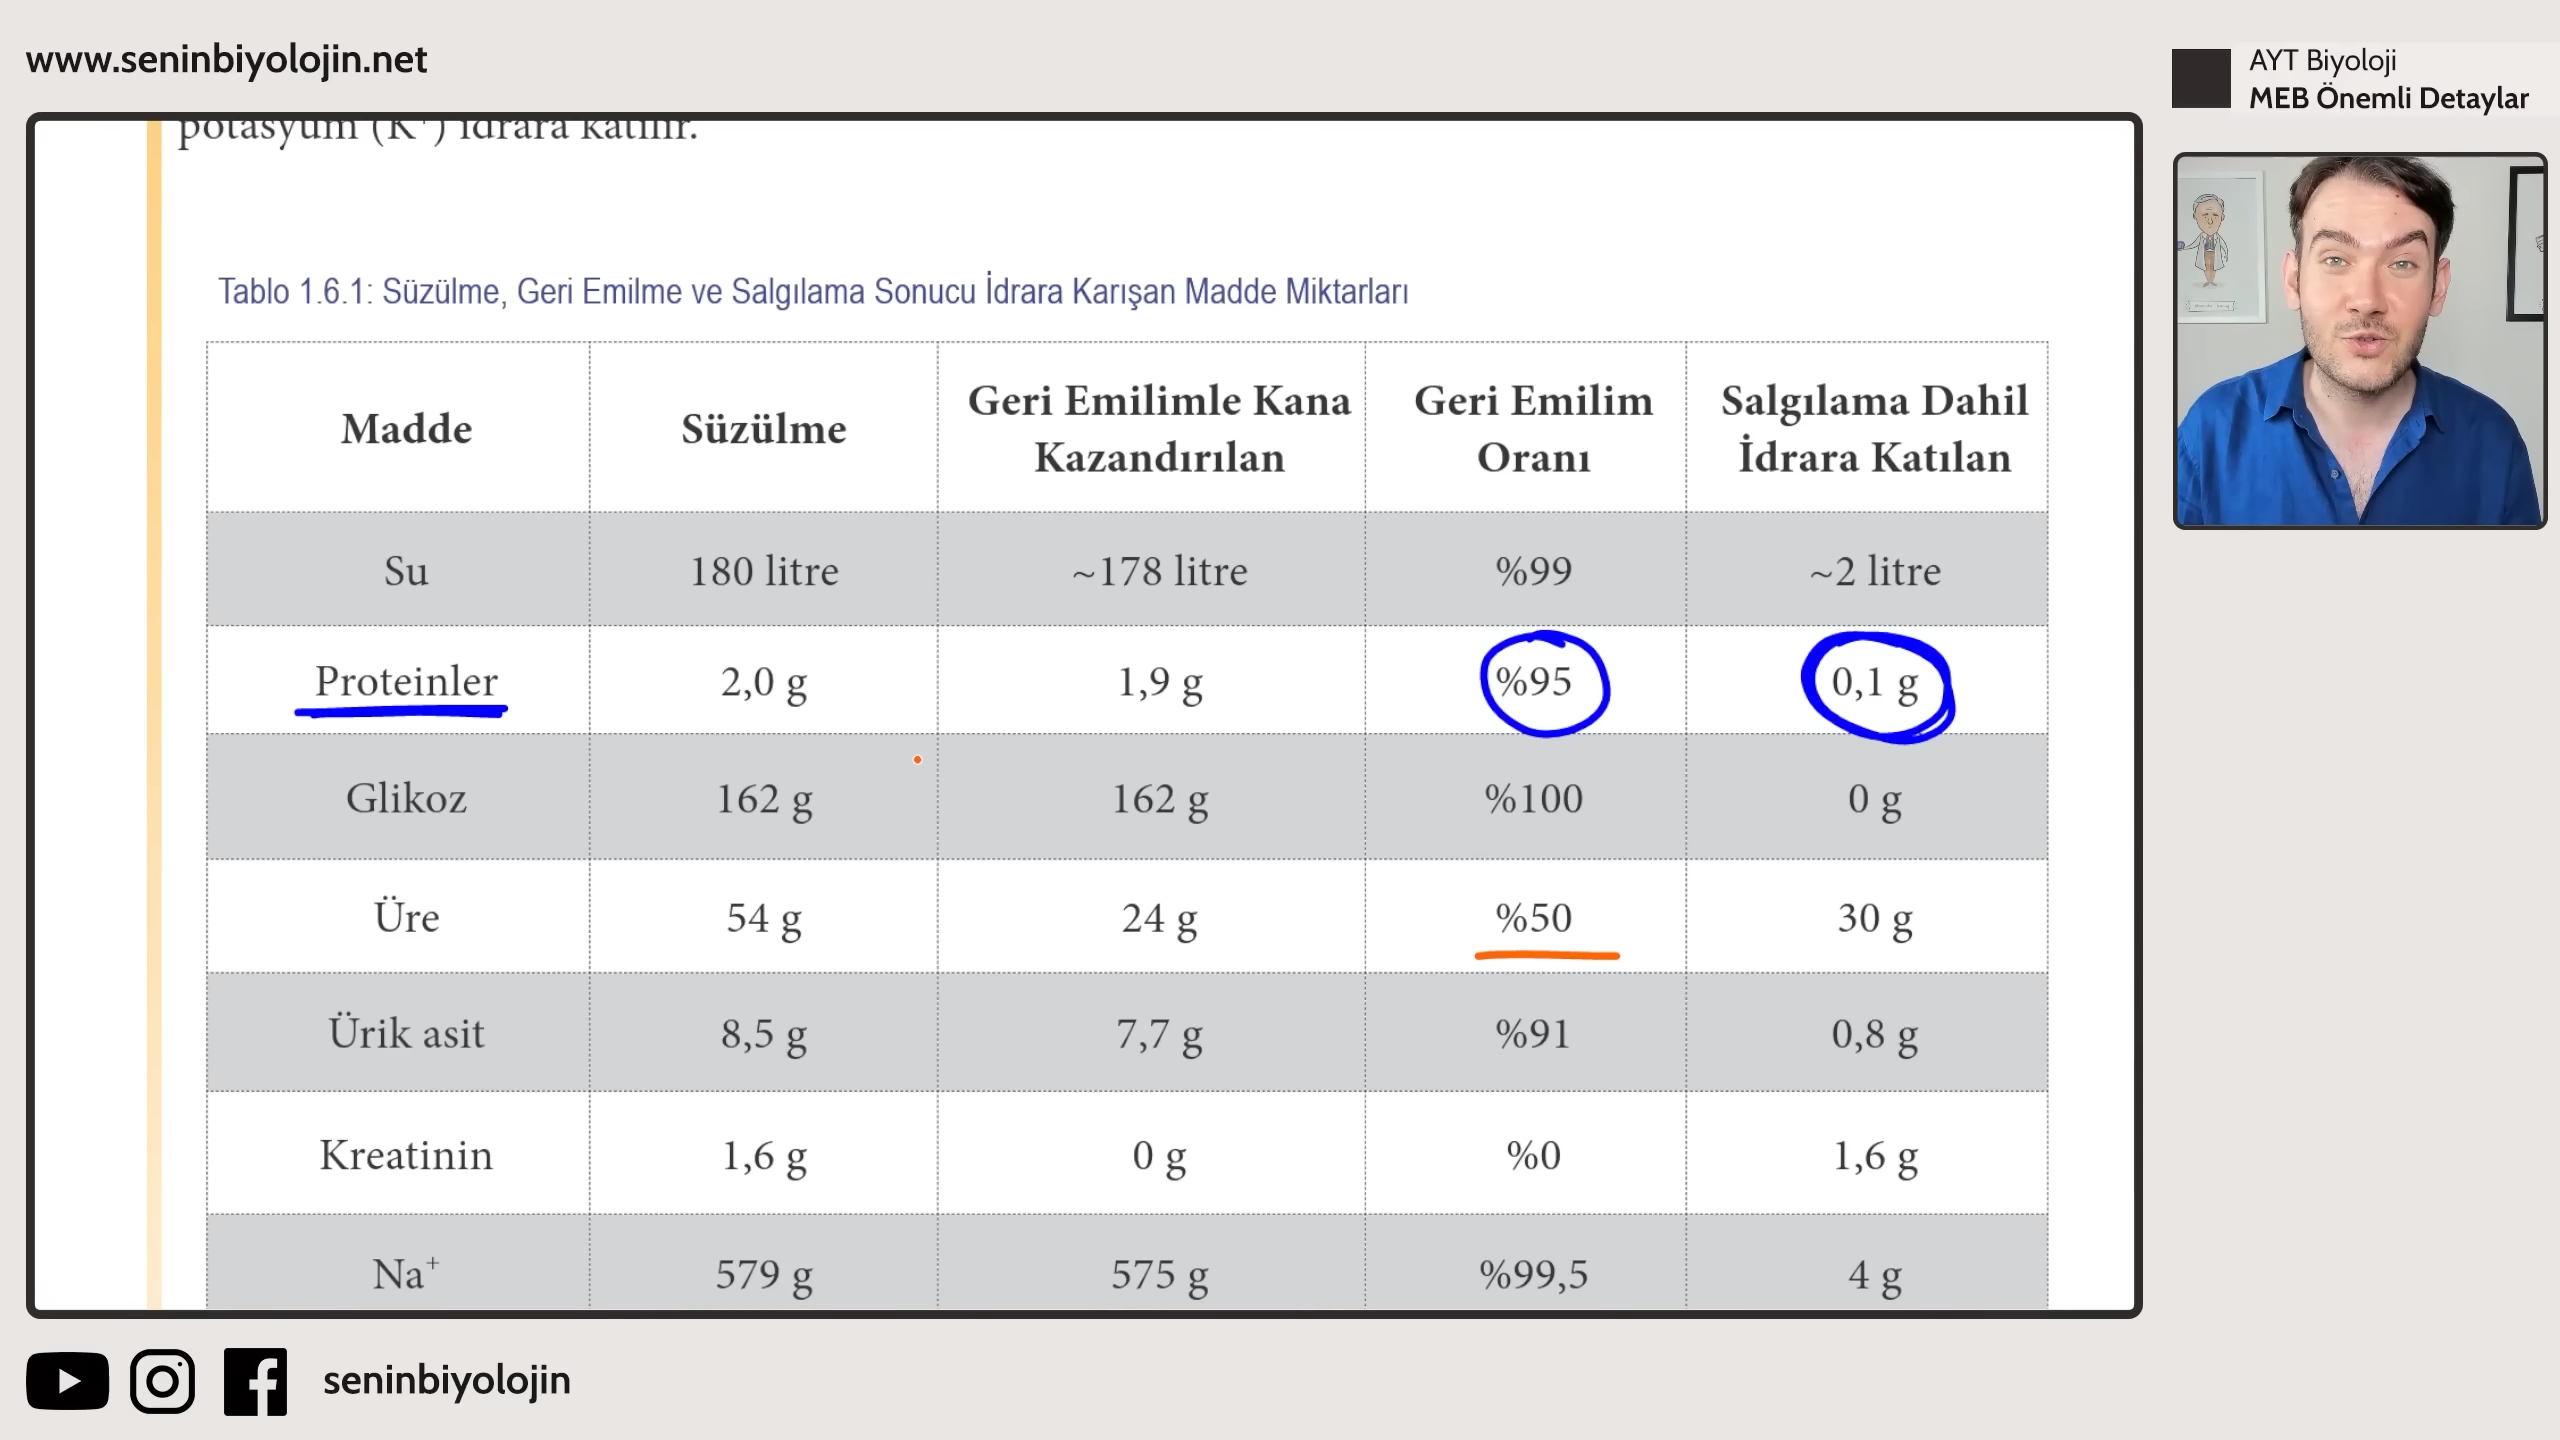 www.seninbiyolojin.net
AYT Biyoloji
MEB Önemli Detaylar
potasyum (K⁺) idrara katılır.
Tablo 1.6.1: Süzülme, Geri Emilme ve Salgılama Sonucu İdrara Karışan Madde Miktarları
Madde Süzülme Geri Emilimle Kana Kazandırılan Geri Emilim Oranı Salgılama Dahil İdrara Katılan
Su 180 litre ~178 litre %99 ~2 litre
Proteinler 2,0 g 1,9 g %95 0,1 g
Glikoz 162 g 162 g %100 0 g
Üre 54 g 24 g %50 30 g
Ürik asit 8,5 g 7,7 g %91 0,8 g
Kreatinin 1,6 g 0 g %0 1,6 g
Na⁺ 579 g 575 g %99,5 4 g
seninbiyolojin